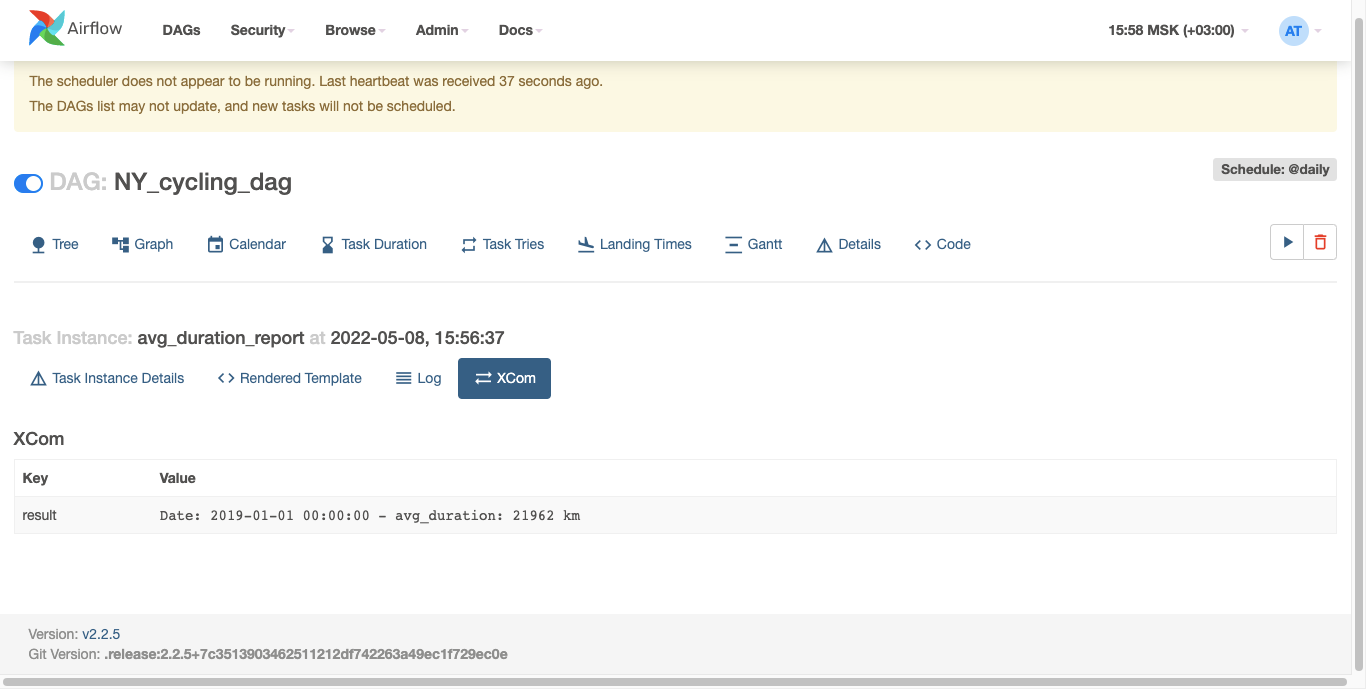 Airflow DAGs Security Browse Admin Docs 15:58 MSK (+03:00) AT
The scheduler does not appear to be running. Last heartbeat was received 37 seconds ago.
The DAGs list may not update, and new tasks will not be scheduled.
DAG: NY_cycling_dag Schedule: @daily
Tree Graph Calendar Task Duration Task Tries Landing Times Gantt Details Code
Task Instance: avg_duration_report at 2022-05-08, 15:56:37
Task Instance Details Rendered Template Log XCom
XCom
Key Value
result Date: 2019-01-01 00:00:00 - avg_duration: 21962 km
Version: v2.2.5
Git Version: .release:2.2.5+7c3513903462511212df742263a49ec1f729ec0e